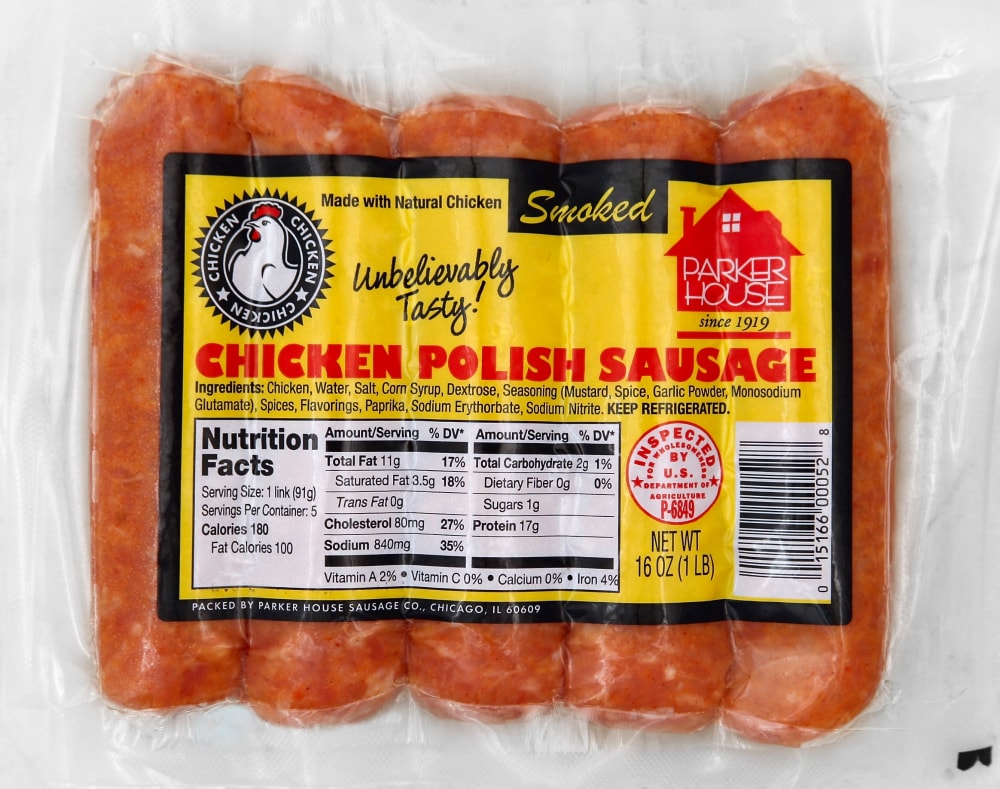 CHICKEN CHICKEN CHICKEN
Made with Natural Chicken
Smoked
Unbelievably
Tasty!
PARKER
HOUSE
since 1919
CHICKEN POLISH SAUSAGE
Ingredients: Chicken, Water, Salt, Corn Syrup, Dextrose, Seasoning (Mustard, Spice, Garlic Powder, Monosodium
Glutamate), Spices, Flavorings, Paprika, Sodium Erythorbate, Sodium Nitrite. KEEP REFRIGERATED.
Nutrition
Facts
Serving Size: 1 link (91g)
Servings Per Container: 5
Calories 180
Fat Calories 100
Amount/Serving % DV*
Total Fat 11g 17%
Saturated Fat 3.5g 18%
Trans Fat 0g
Cholesterol 80mg 27%
Sodium 840mg 35%
Amount/Serving % DV*
Total Carbohydrate 2g 1%
Dietary Fiber 0g 0%
Sugars 1g
Protein 17g
Vitamin A 2% • Vitamin C 0% • Calcium 0% • Iron 4%
INSPECTED
FOR WHOLESOMENESS
BY
U.S.
DEPARTMENT OF
AGRICULTURE
P-6849
NET WT
16 OZ (1 LB)
0 15166 00052 8
PACKED BY PARKER HOUSE SAUSAGE CO., CHICAGO, IL 60609